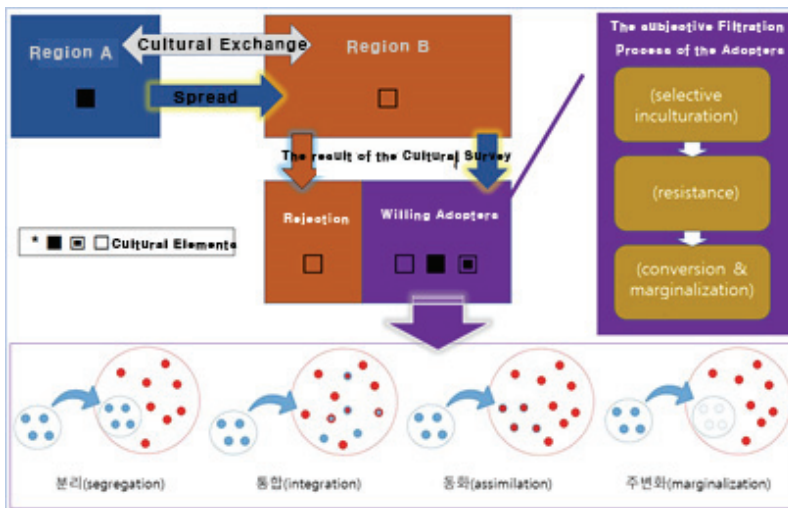 Region A
Cultural Exchange
Region B
Spread
The result of the Cultural Survey
Rejection
Willing Adopters
* ■ ▣ □ Cultural Elements
The subjective Filtration
Process of the Adopters
(selective
inculturation)
(resistance)
(conversion &
marginalization)
분리(segregation)
통합(integration)
동화(assimilation)
주변화(marginalization)